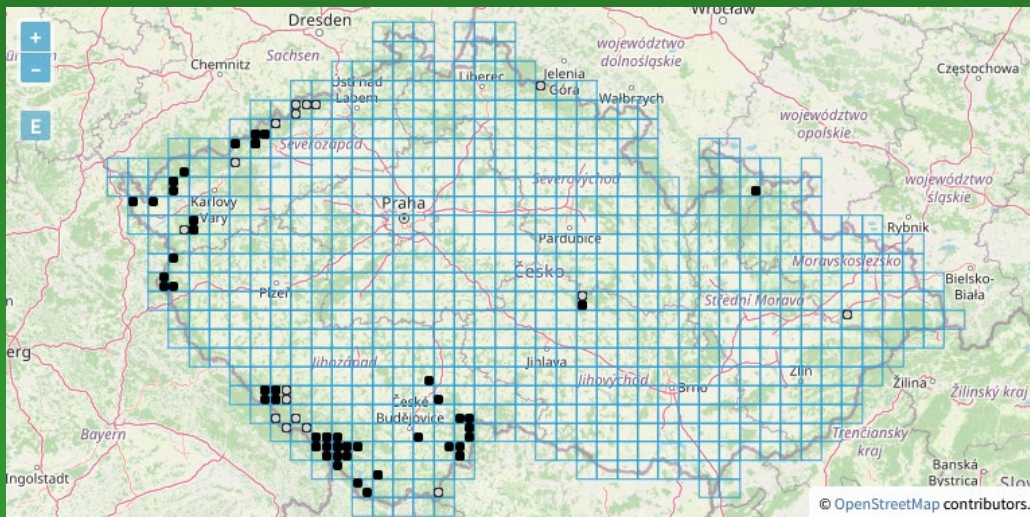 Wrocław
Dresden
+
województwo
dolnośląskie
Sachsen
Chemnitz
−
Liberec
Jelenia
Góra
Częstochowa
Ústí nad
Labem
Wałbrzych
E
województwo
opolskie
Severozápad
województwo
śląskie
Severovýchod
Karlovy
Vary
Praha
Rybnik
Pardubice
Moravskoslezsko
Česko
Bielsko-
Biała
Plzeň
Střední Morava
erg
Jihozápad
Jihlava
Zlín
Jihovýchod
Brno
Žilina
Žilinský kraj
České
Budějovice
Bayern
Trenčiansky
kraj
Banská
Bystrica
Ingolstadt
Slo
© OpenStreetMap contributors.